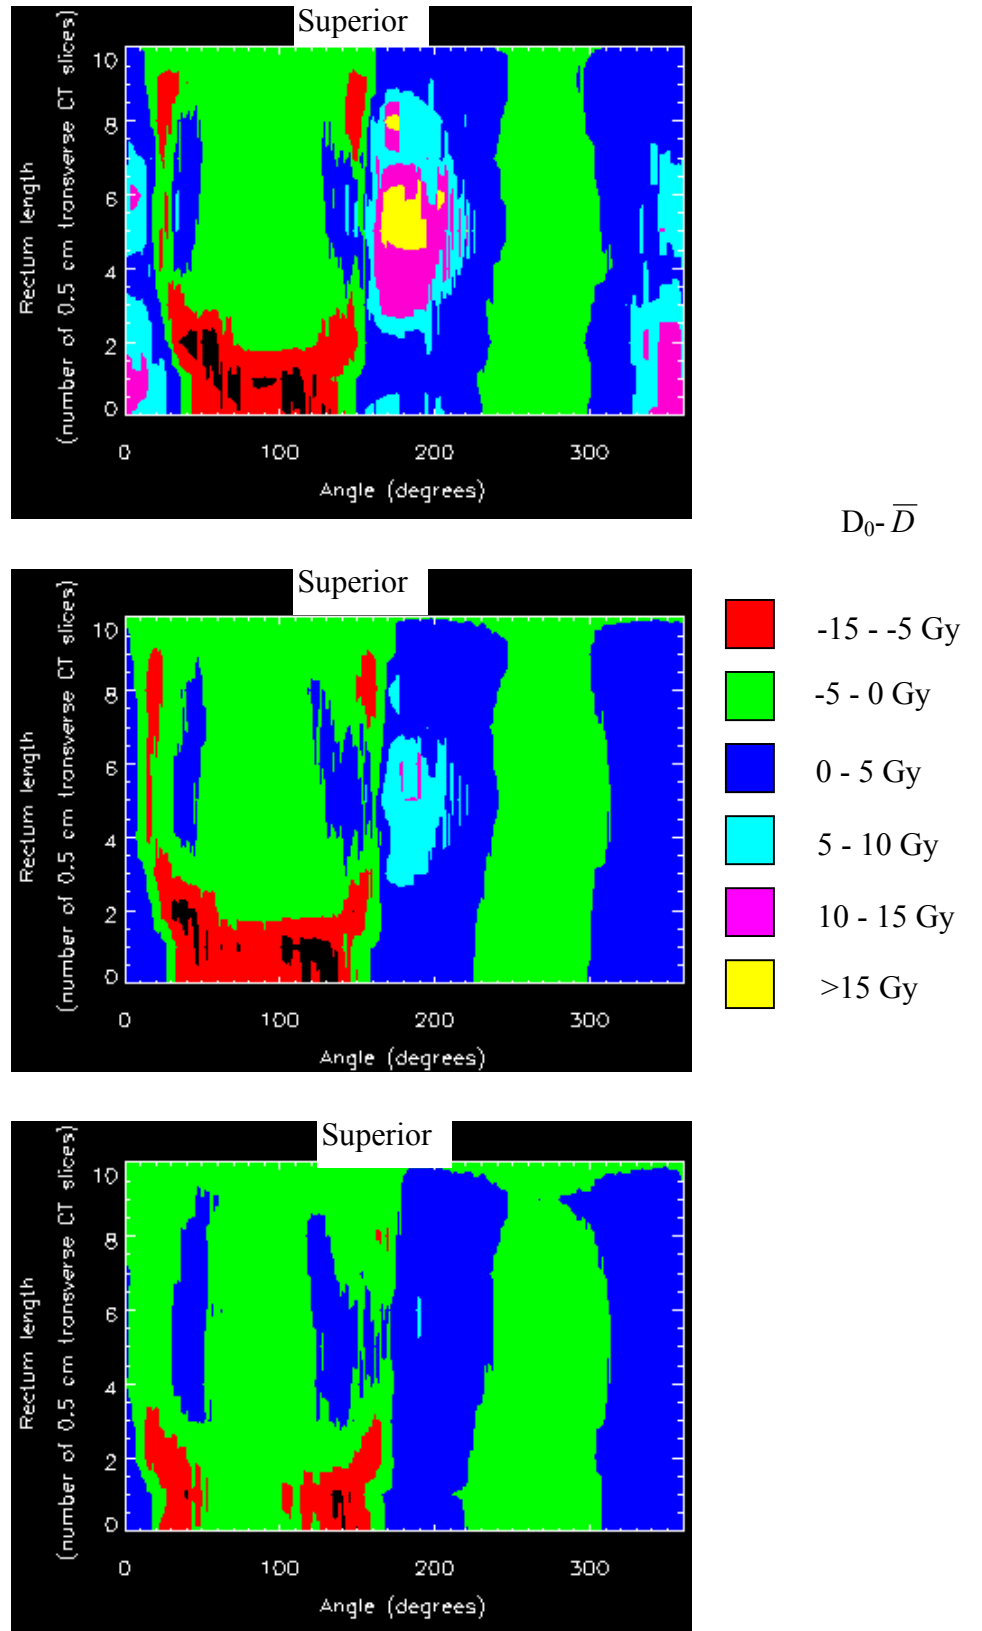 Superior
Rectum length
(number of 0.5 cm transverse CT slices)
10
8
6
4
2
0
0 100 200 300
Angle (degrees)
D0- D̅
Superior
Rectum length
(number of 0.5 cm transverse CT slices)
10
8
6
4
2
0
0 100 200 300
Angle (degrees)
-15 - -5 Gy
-5 - 0 Gy
0 - 5 Gy
5 - 10 Gy
10 - 15 Gy
>15 Gy
Superior
Rectum length
(number of 0.5 cm transverse CT slices)
10
8
6
4
2
0
0 100 200 300
Angle (degrees)